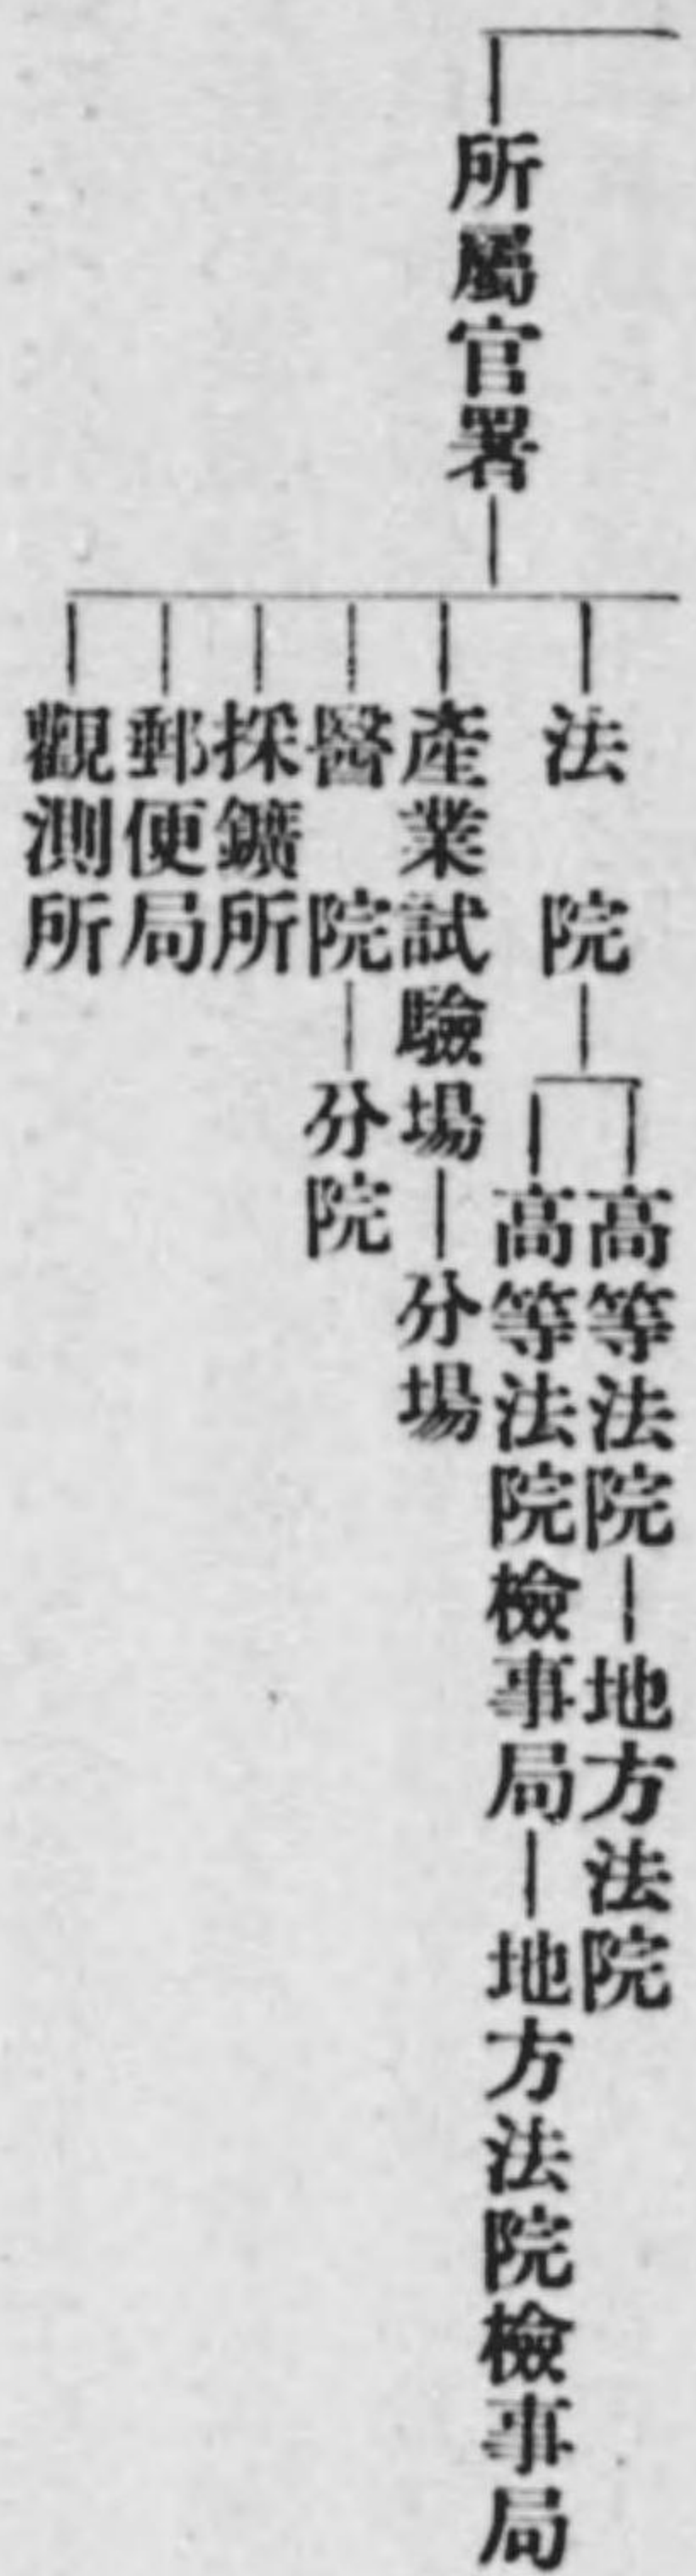 所屬官署
法院
高等法院—地方法院
高等法院檢事局—地方法院檢事局
產業試驗場—分場
醫院—分院
採鑛所
郵便局
觀測所